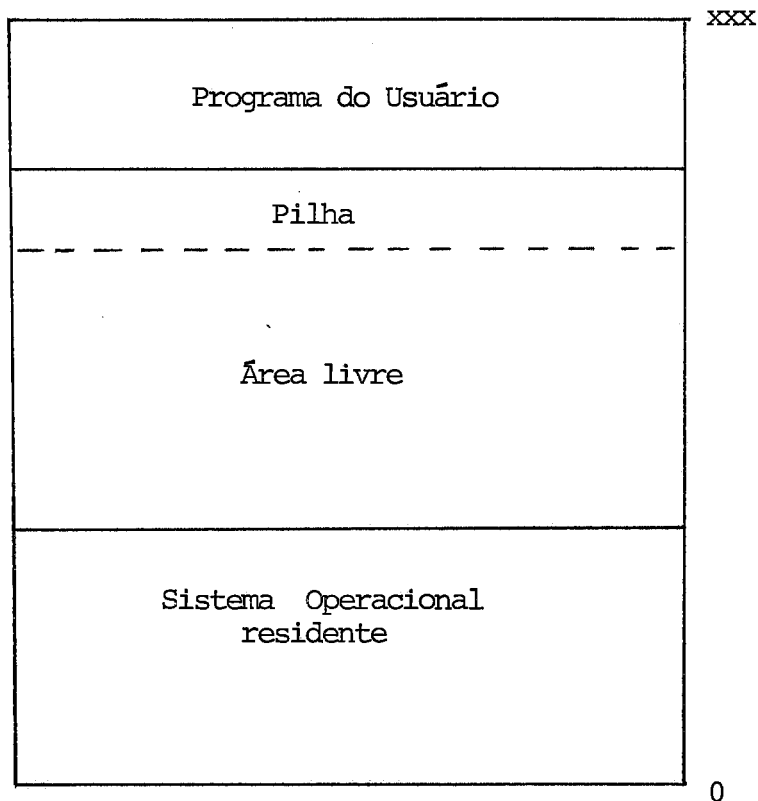 XXX
Programa do Usuário
Pilha
Área livre
Sistema Operacional
residente
0